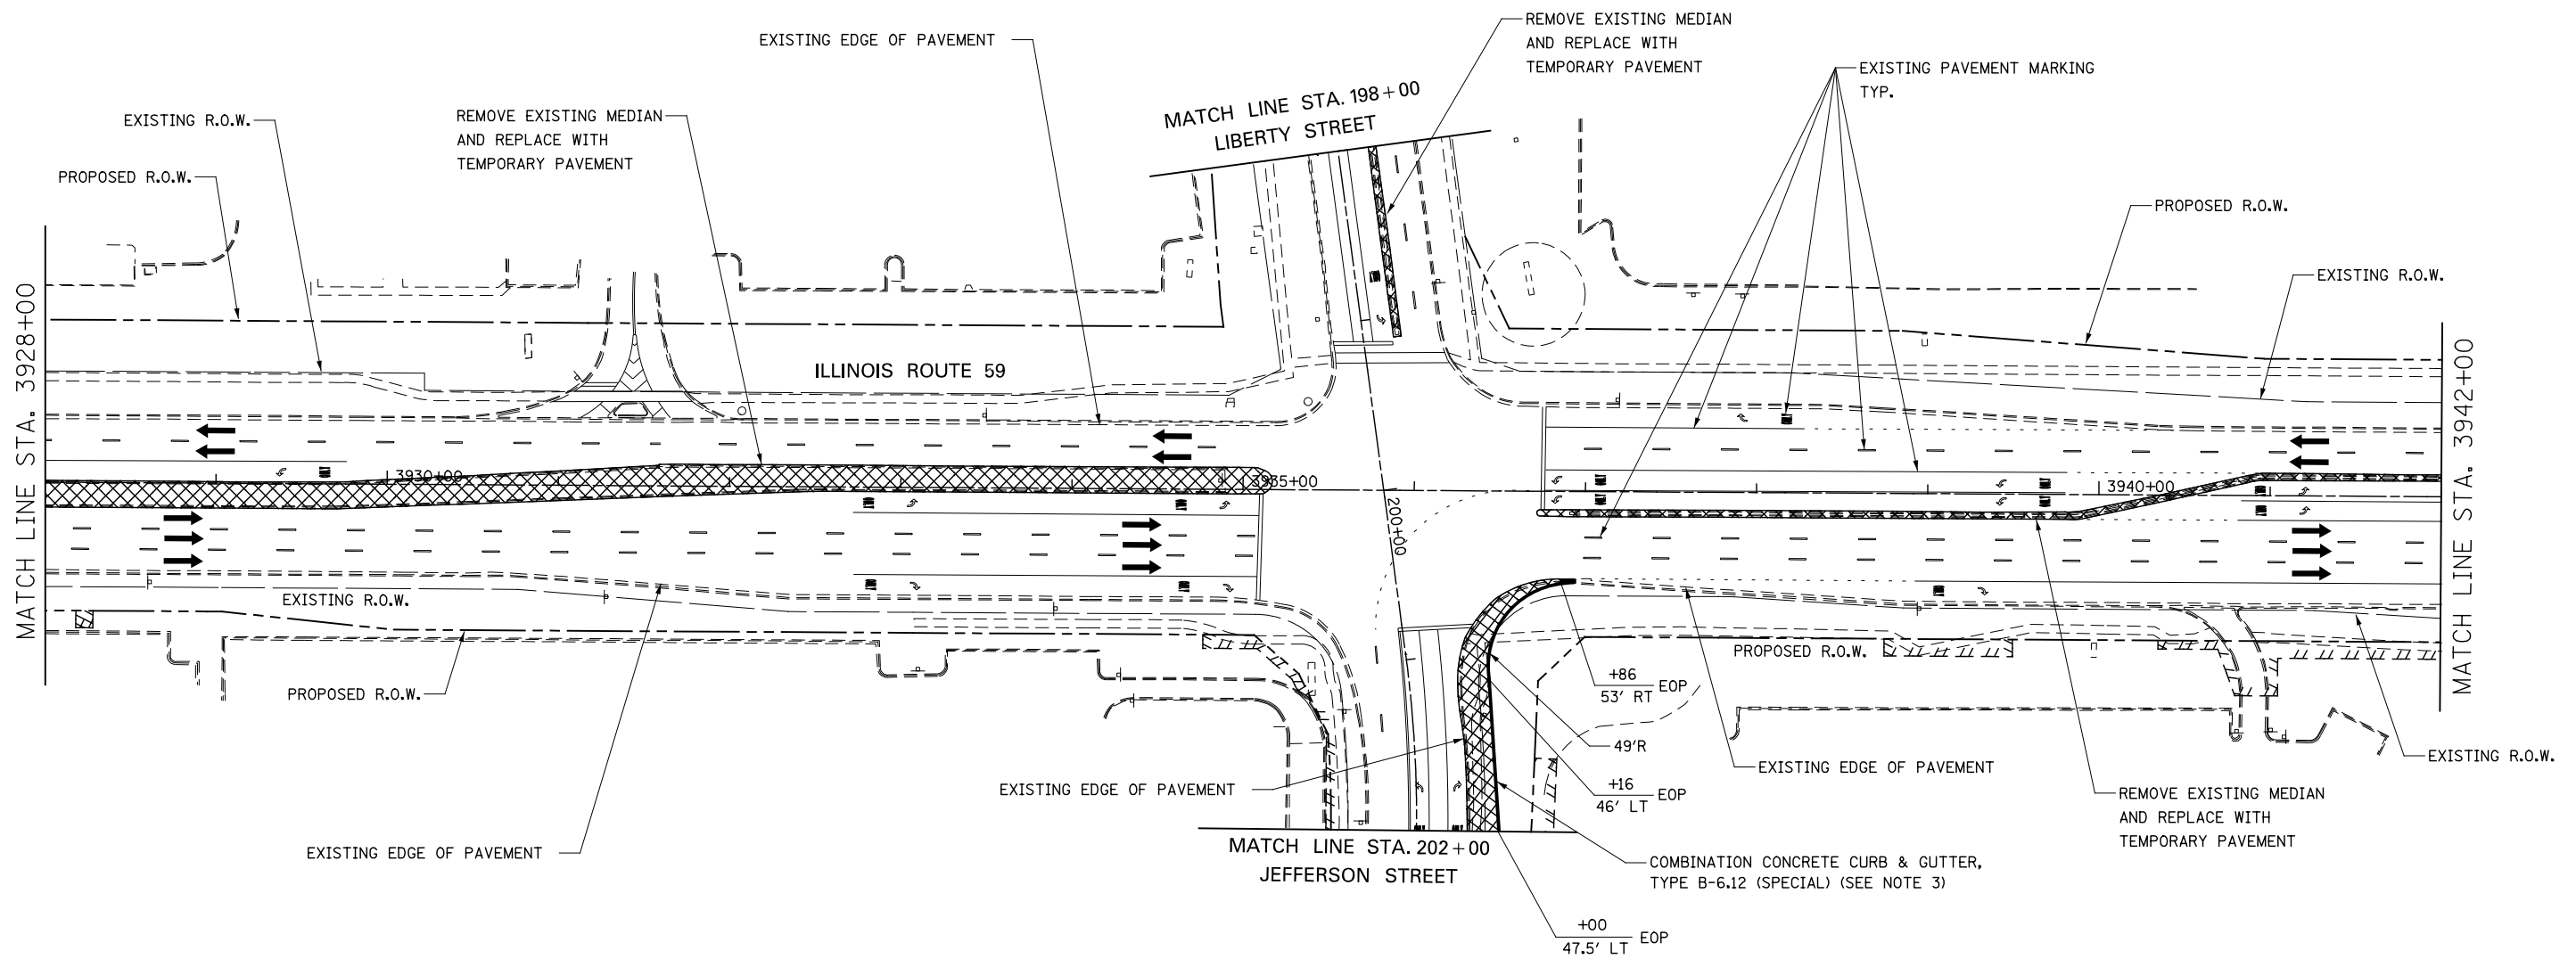 REMOVE EXISTING MEDIAN
AND REPLACE WITH
TEMPORARY PAVEMENT
EXISTING EDGE OF PAVEMENT
EXISTING PAVEMENT MARKING
TYP.
MATCH LINE STA. 198+00
LIBERTY STREET
REMOVE EXISTING MEDIAN
AND REPLACE WITH
TEMPORARY PAVEMENT
EXISTING R.O.W.
PROPOSED R.O.W.
PROPOSED R.O.W.
EXISTING R.O.W.
MATCH LINE STA. 3928+00
ILLINOIS ROUTE 59
MATCH LINE STA. 3942+00
3930+00
3935+00
3940+00
200+00
EXISTING R.O.W.
PROPOSED R.O.W.
PROPOSED R.O.W.
+86
53' RT
EOP
49'R
+16
46' LT
EOP
EXISTING EDGE OF PAVEMENT
EXISTING R.O.W.
EXISTING EDGE OF PAVEMENT
REMOVE EXISTING MEDIAN
AND REPLACE WITH
TEMPORARY PAVEMENT
EXISTING EDGE OF PAVEMENT
MATCH LINE STA. 202+00
JEFFERSON STREET
COMBINATION CONCRETE CURB & GUTTER,
TYPE B-6.12 (SPECIAL) (SEE NOTE 3)
+00
47.5' LT
EOP